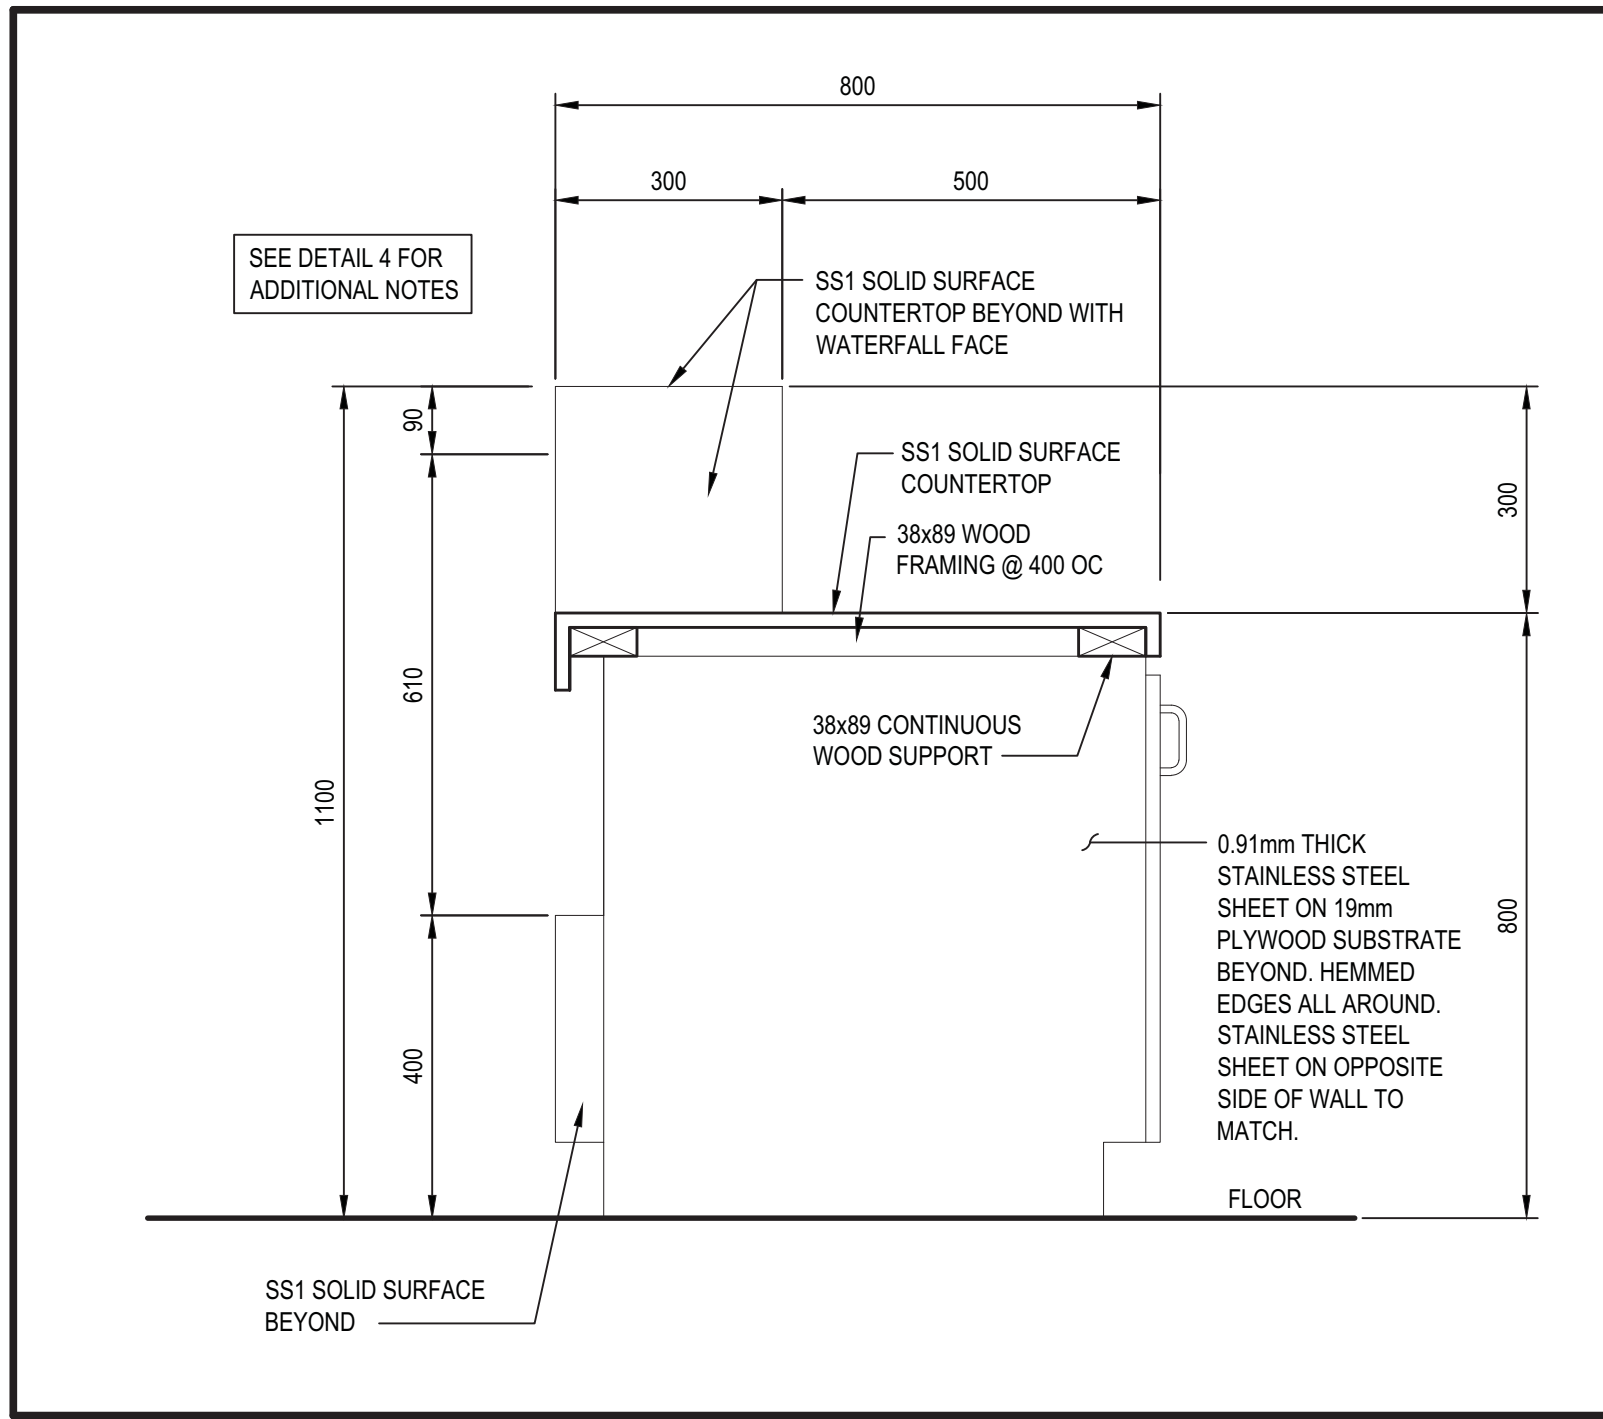 800
300
500
SEE DETAIL 4 FOR
ADDITIONAL NOTES
SS1 SOLID SURFACE
COUNTERTOP BEYOND WITH
WATERFALL FACE
90
SS1 SOLID SURFACE
COUNTERTOP
300
38x89 WOOD
FRAMING @ 400 OC
610
38x89 CONTINUOUS
WOOD SUPPORT
1100
0.91mm THICK
STAINLESS STEEL
SHEET ON 19mm
PLYWOOD SUBSTRATE
BEYOND. HEMMED
EDGES ALL AROUND.
STAINLESS STEEL
SHEET ON OPPOSITE
SIDE OF WALL TO
MATCH.
800
400
FLOOR
SS1 SOLID SURFACE
BEYOND